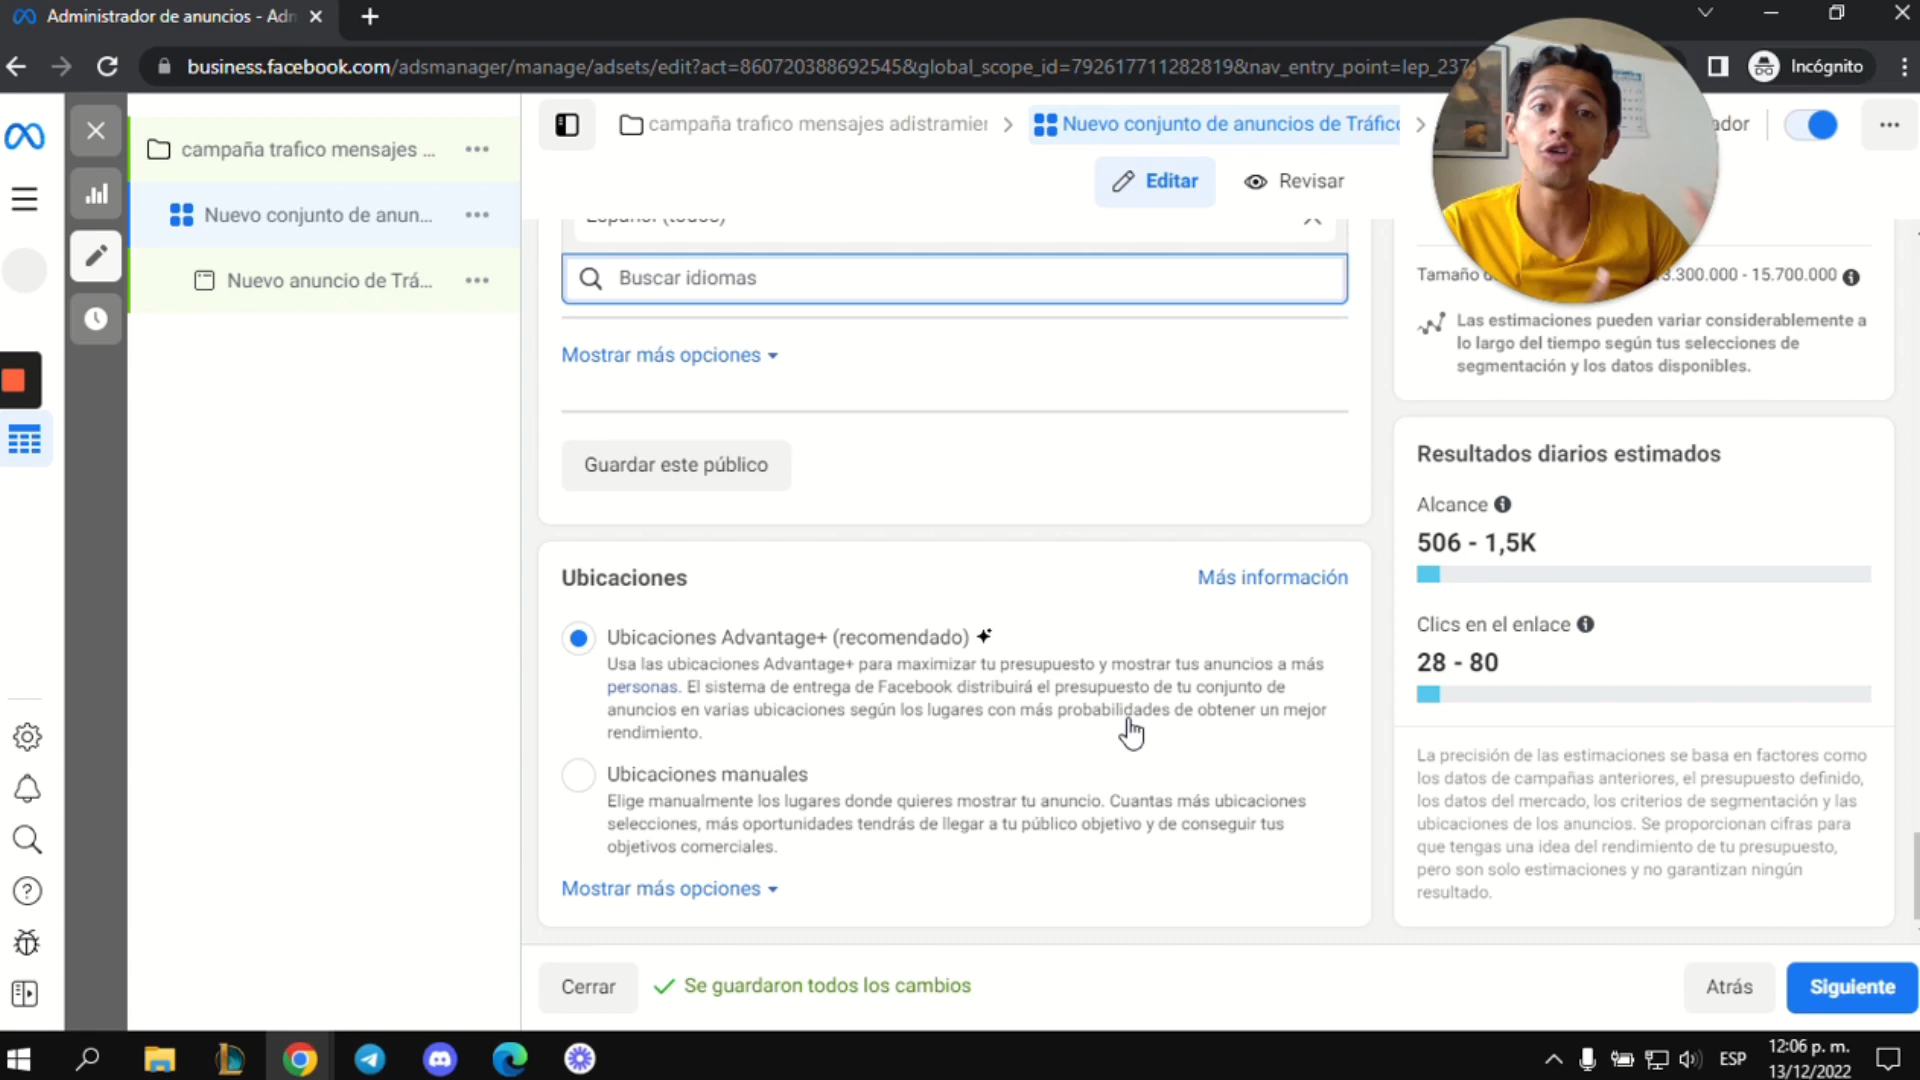 Administrador de anuncios - Adn
business.facebook.com/adsmanager/manage/adsets/edit?act=860720388692545&global_scope_id=792617711282819&nav_entry_point=lep_237
Incógnito
campaña trafico mensajes ...
Nuevo conjunto de anun...
Nuevo anuncio de Trá...
campaña trafico mensajes adistramier
Nuevo conjunto de anuncios de Tráfico
ador
Editar
Revisar
Español (todos)
Buscar idiomas
Mostrar más opciones
Guardar este público
Ubicaciones
Más información
Ubicaciones Advantage+ (recomendado)
Usa las ubicaciones Advantage+ para maximizar tu presupuesto y mostrar tus anuncios a más
personas. El sistema de entrega de Facebook distribuirá el presupuesto de tu conjunto de
anuncios en varias ubicaciones según los lugares con más probabilidades de obtener un mejor
rendimiento.
Ubicaciones manuales
Elige manualmente los lugares donde quieres mostrar tu anuncio. Cuantas más ubicaciones
selecciones, más oportunidades tendrás de llegar a tu público objetivo y de conseguir tus
objetivos comerciales.
Mostrar más opciones
Tamaño 3.300.000 - 15.700.000
Las estimaciones pueden variar considerablemente a
lo largo del tiempo según tus selecciones de
segmentación y los datos disponibles.
Resultados diarios estimados
Alcance
506 - 1,5K
Clics en el enlace
28 - 80
La precisión de las estimaciones se basa en factores como
los datos de campañas anteriores, el presupuesto definido,
los datos del mercado, los criterios de segmentación y las
ubicaciones de los anuncios. Se proporcionan cifras para
que tengas una idea del rendimiento de tu presupuesto,
pero son solo estimaciones y no garantizan ningún
resultado.
Cerrar
Se guardaron todos los cambios
Atrás
Siguiente
ESP
12:06 p. m.
13/12/2022